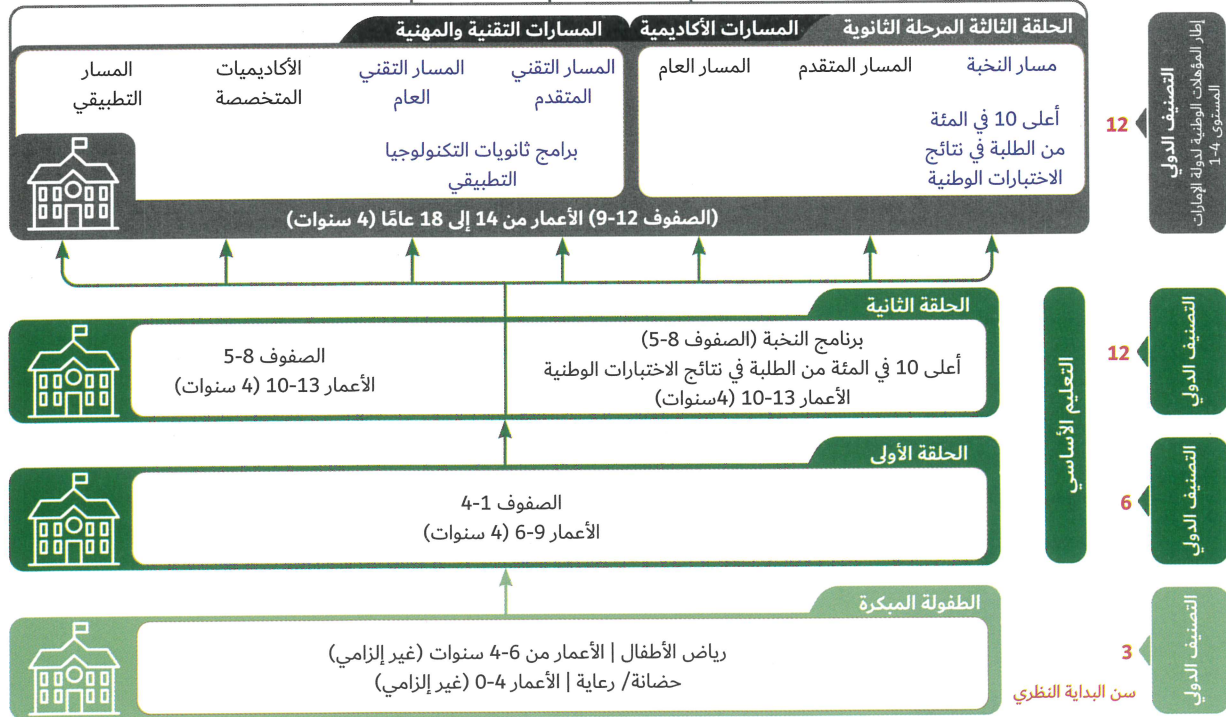 الحلقة الثالثة المرحلة الثانوية
المسارات الأكاديمية
المسارات التقنية والمهنية
مسار النخبة
المسار المتقدم
المسار العام
أعلى 10 في المئة
من الطلبة في نتائج
الاختبارات الوطنية
المسار التقني
المتقدم
المسار التقني
العام
برامج ثانويات التكنولوجيا
التطبيقي
الأكاديميات
المتخصصة
المسار
التطبيقي
(الصفوف 12-9) الأعمار من 14 إلى 18 عامًا (4 سنوات)
التصنيف الدولي
إطار المؤهلات الوطنية لدولة الإمارات
المستوى 4-1
12
التعليم الأساسي
الحلقة الثانية
برنامج النخبة (الصفوف 8-5)
أعلى 10 في المئة من الطلبة في نتائج الاختبارات الوطنية
الأعمار 13-10 (4سنوات)
الصفوف 8-5
الأعمار 13-10 (4 سنوات)
التصنيف الدولي
12
الحلقة الأولى
الصفوف 1-4
الأعمار 9-6 (4 سنوات)
التصنيف الدولي
6
الطفولة المبكرة
رياض الأطفال | الأعمار من 6-4 سنوات (غير إلزامي)
حضانة/ رعاية | الأعمار 4-0 (غير إلزامي)
التصنيف الدولي
3
سن البداية النظري